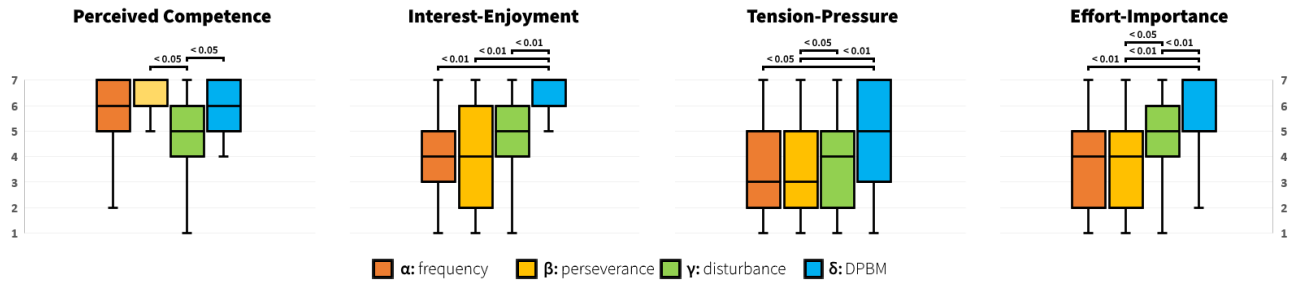 Perceived Competence Interest-Enjoyment Tension-Pressure Effort-Importance
< 0.05 < 0.05
< 0.01 < 0.01 < 0.01
< 0.05 < 0.05 < 0.01
< 0.01 < 0.05 < 0.01 < 0.01
7 7
6 6
5 5
4 4
3 3
2 2
1 1
α: frequency β: perseverance γ: disturbance δ: DPBM